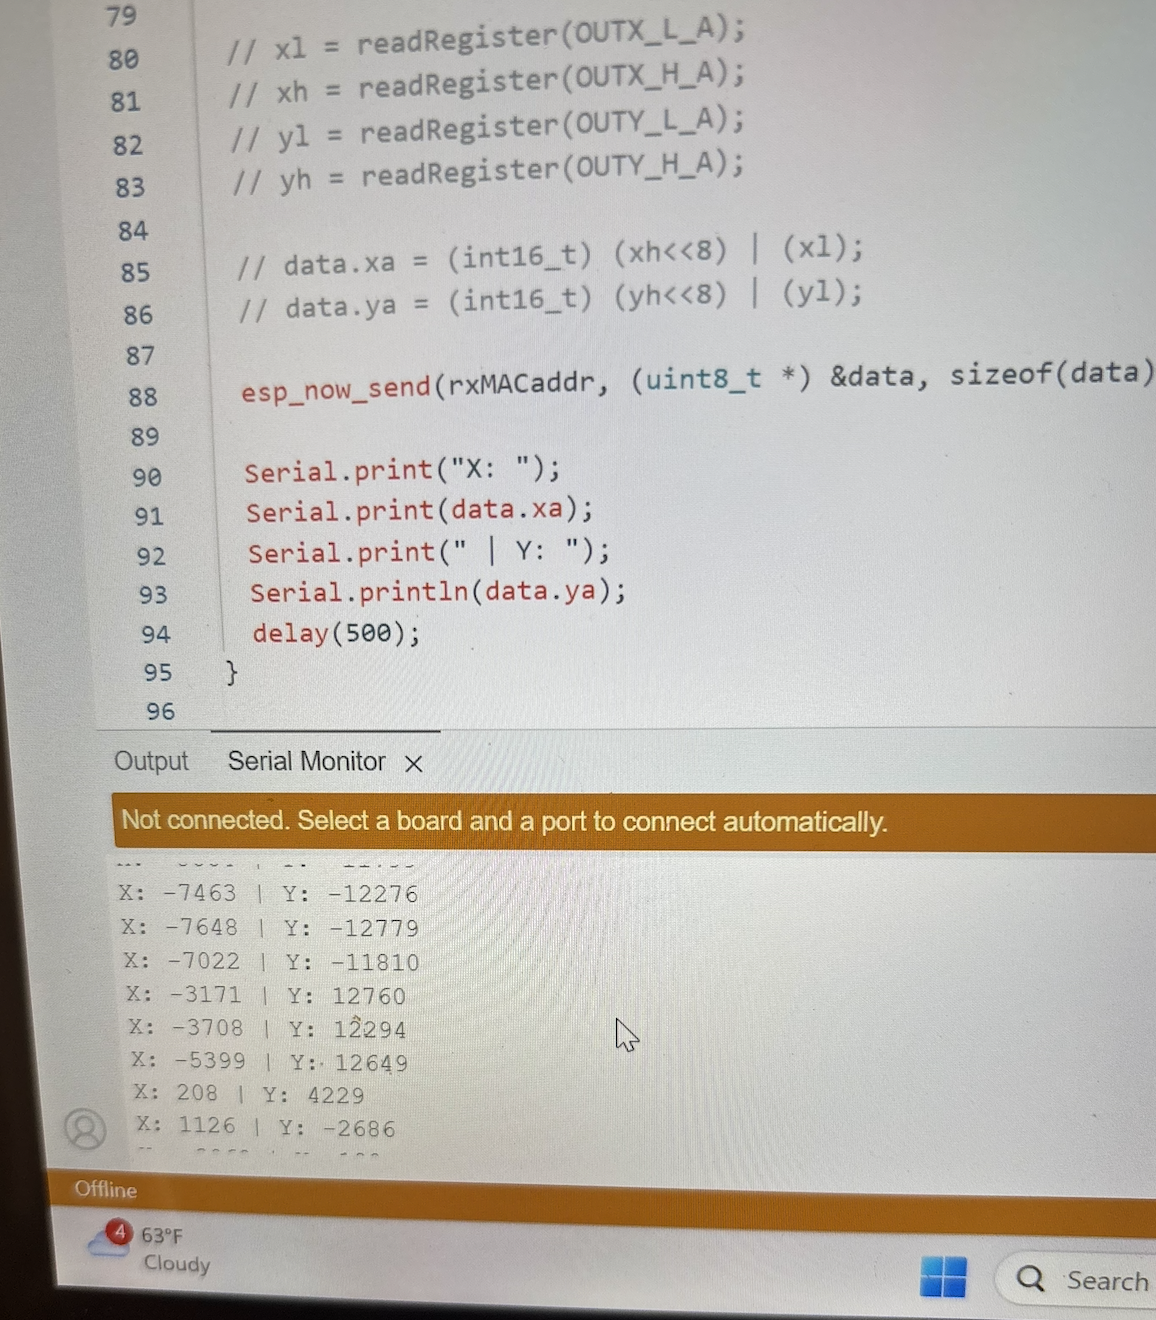 79
80 // xl = readRegister(OUTX_L_A);
81 // xh = readRegister(OUTX_H_A);
82 // yl = readRegister(OUTY_L_A);
83 // yh = readRegister(OUTY_H_A);
84
85 // data.xa = (int16_t) (xh<<8) | (xl);
86 // data.ya = (int16_t) (yh<<8) | (yl);
87
88 esp_now_send(rxMACaddr, (uint8_t *) &data, sizeof(data)
89
90 Serial.print("X: ");
91 Serial.print(data.xa);
92 Serial.print(" | Y: ");
93 Serial.println(data.ya);
94 delay(500);
95 }
96
Output Serial Monitor ×
Not connected. Select a board and a port to connect automatically.
X: -7463 | Y: -12276
X: -7648 | Y: -12779
X: -7022 | Y: -11810
X: -3171 | Y: 12760
X: -3708 | Y: 12294
X: -5399 | Y: 12649
X: 208 | Y: 4229
X: 1126 | Y: -2686
Offline
4 63°F
Cloudy
Search